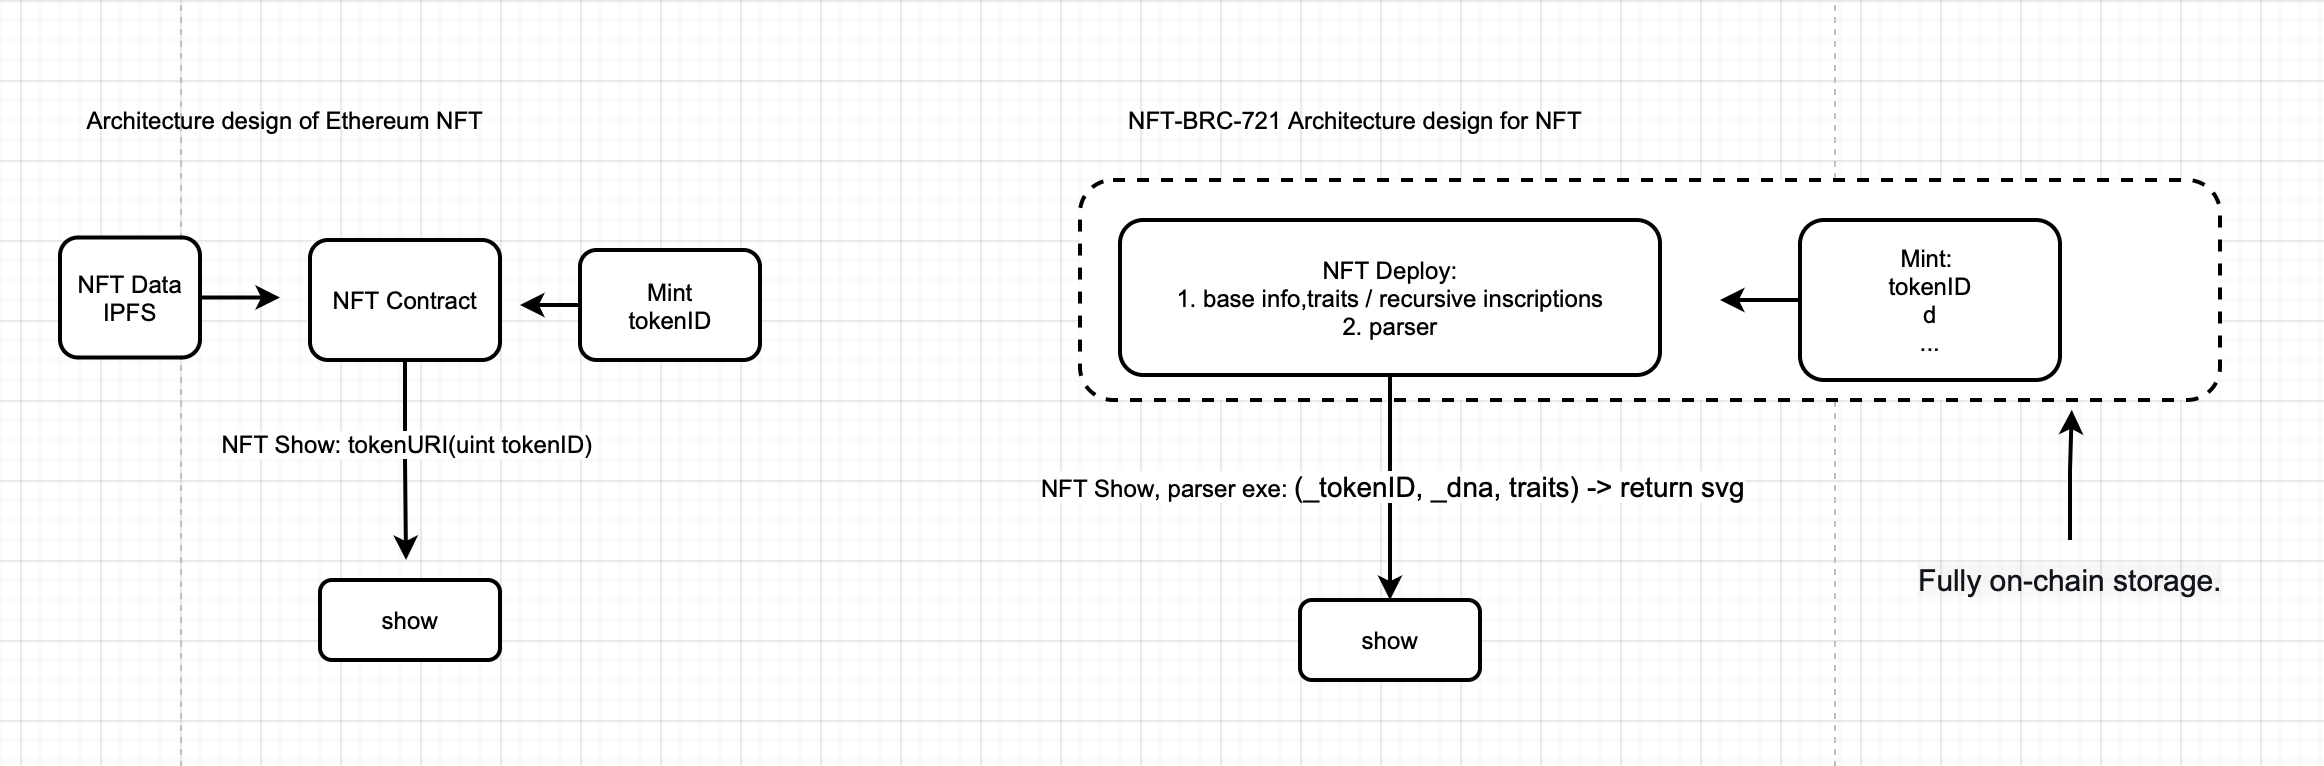 Architecture design of Ethereum NFT
NFT Data
IPFS
NFT Contract
Mint
tokenID
NFT Show: tokenURI(uint tokenID)
show
NFT-BRC-721 Architecture design for NFT
NFT Deploy:
1. base info,traits / recursive inscriptions
2. parser
Mint:
tokenID
d
...
NFT Show, parser exe: (_tokenID, _dna, traits) -> return svg
Fully on-chain storage.
show